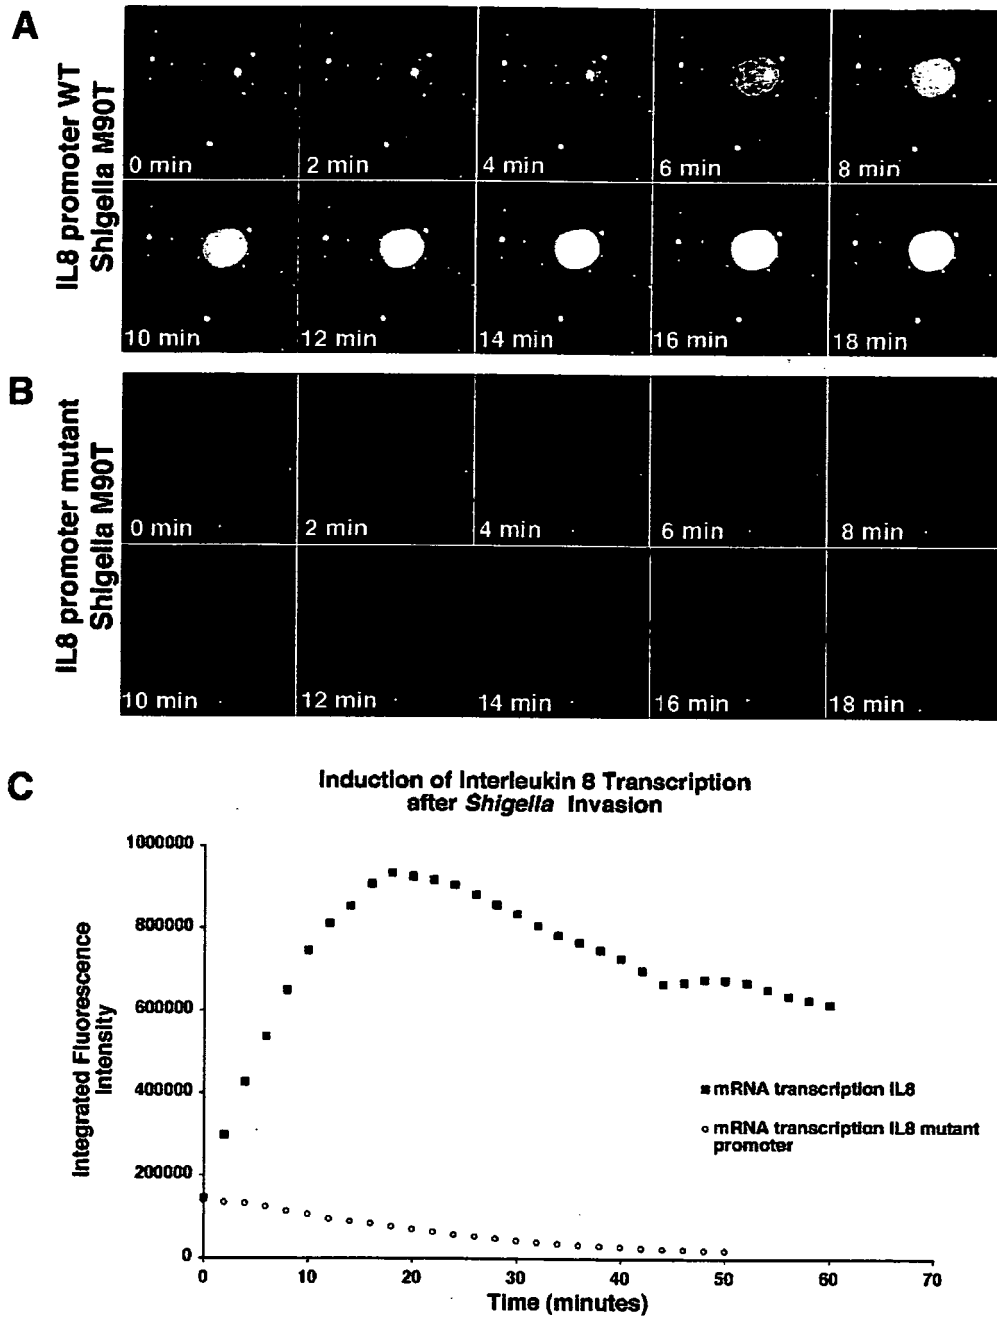 A
IL8 promoter WT
Shigella M90T
0 min
2 min
4 min
6 min
8 min
10 min
12 min
14 min
16 min
18 min
B
IL8 promoter mutant
Shigella M90T
0 min
2 min
4 min
6 min
8 min
10 min
12 min
14 min
16 min
18 min
C
Induction of Interleukin 8 Transcription
after Shigella Invasion
1000000
800000
600000
400000
200000
0
Integrated Fluorescence
Intensity
mRNA transcription IL8
mRNA transcription IL8 mutant
promoter
0
10
20
30
40
50
60
70
Time (minutes)